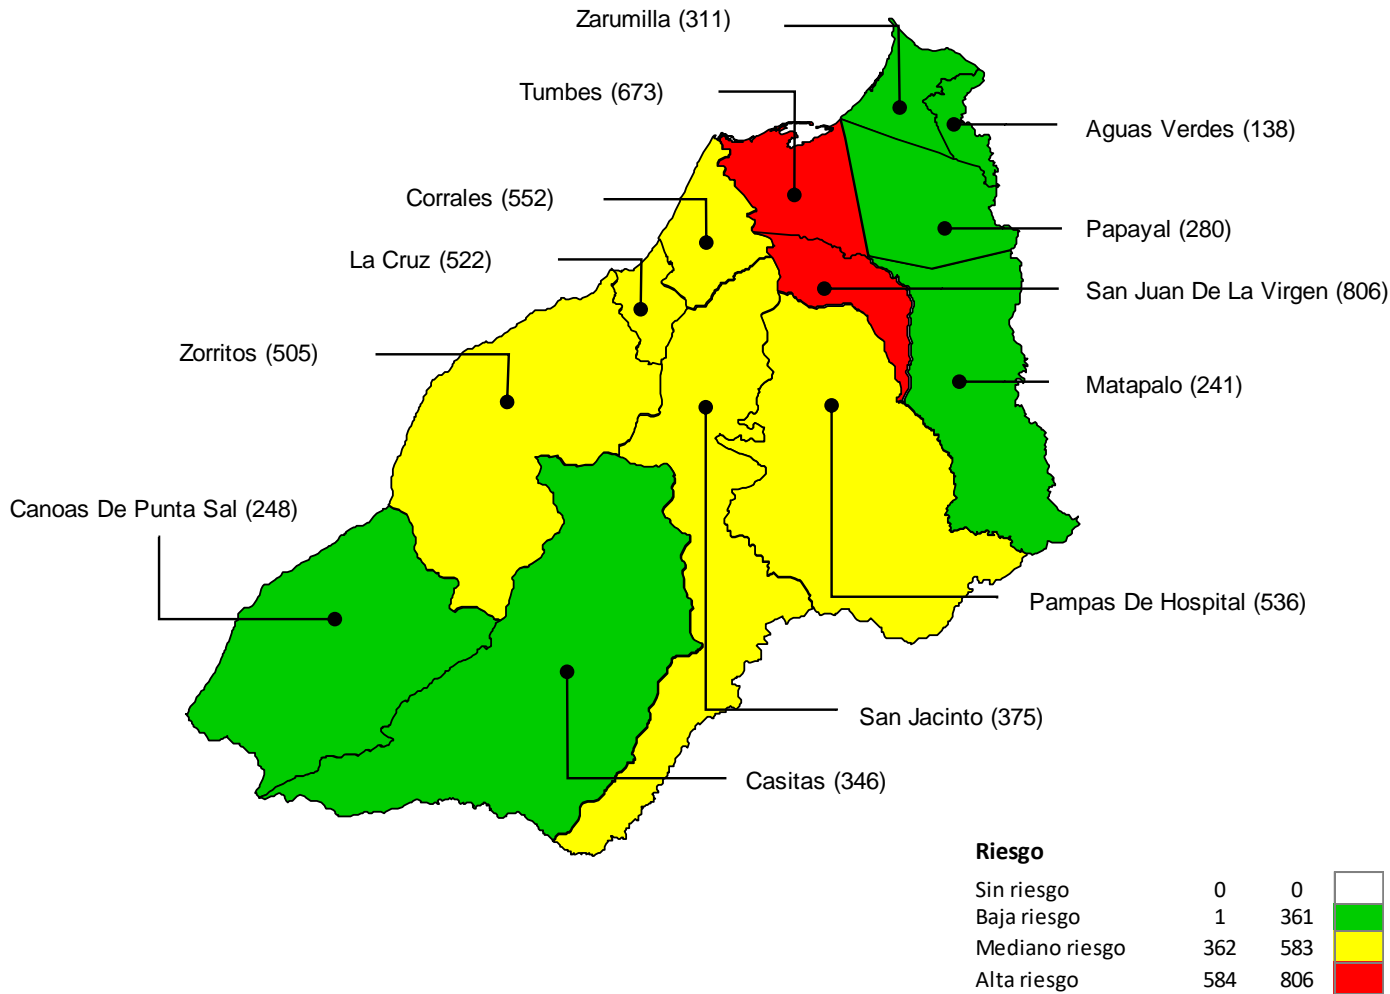 Zarumilla (311)
Tumbes (673)
Aguas Verdes (138)
Corrales (552)
Papayal (280)
La Cruz (522)
San Juan De La Virgen (806)
Zorritos (505)
Matapalo (241)
Canoas De Punta Sal (248)
Pampas De Hospital (536)
San Jacinto (375)
Casitas (346)
Riesgo
Sin riesgo 0 0
Baja riesgo 1 361
Mediano riesgo 362 583
Alta riesgo 584 806